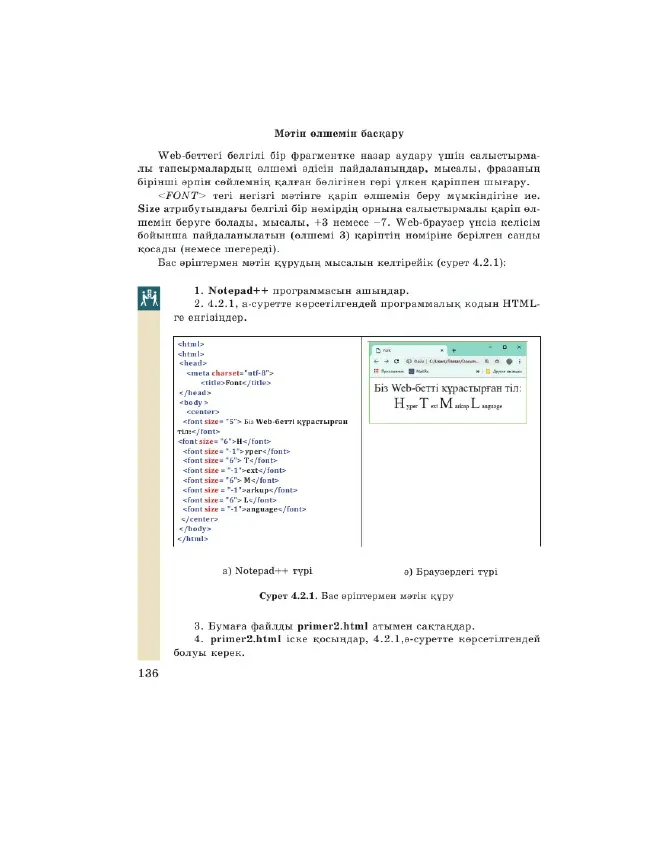 Мәтін өлшемін басқару
Web-беттегі белгілі бір фрагментке назар аудару үшін салыстырма-
лы тапсырмалардың өлшемі әдісін пайдаланыңдар, мысалы, фразаның
бірінші әрпін сөйлемнің қалған бөлігінен гөрі үлкен қаріппен шығару.
<FONT> тегі негізгі мәтінге қаріп өлшемін беру мүмкіндігіне ие.
Size атрибутындағы белгілі бір нөмірдің орнына салыстырмалы қаріп өл-
шемін беруге болады, мысалы, +3 немесе −7. Web-браузер үнсіз келісім
бойынша пайдаланылатын (өлшемі 3) қаріптің нөміріне берілген санды
қосады (немесе шегереді).
Бас әріптермен мәтін құрудың мысалын келтірейік (сурет 4.2.1):
1. Notepad++ программасын ашыңдар.
2. 4.2.1, а-суретте көрсетілгендей программалық кодын HTML-
ге енгізіңдер.
<html>
<html>
<head>
<meta charset="utf-8">
<title>Font</title>
</head>
<body >
<center>
<font size= "5"> Біз Web-бетті құрастырған
тіл:</font>
<font size= "6">H</font>
<font size= "-1">yper</font>
<font size= "6"> T</font>
<font size = "-1">ext</font>
<font size= "6"> M</font>
<font size = "-1">arkup</font>
<font size= "6"> L</font>
<font size = "-1">anguage</font>
</center>
</body>
</html>
Font
Біз Web-бетті құрастырған тіл:
H yper T ext M arkup L anguage
а) Notepad++ түрі
ә) Браузердегі түрі
Сурет 4.2.1. Бас әріптермен мәтін құру
3. Бумаға файлды primer2.html атымен сақтаңдар.
4. primer2.html іске қосыңдар, 4.2.1,ә-суретте көрсетілгендей
болуы керек.
136